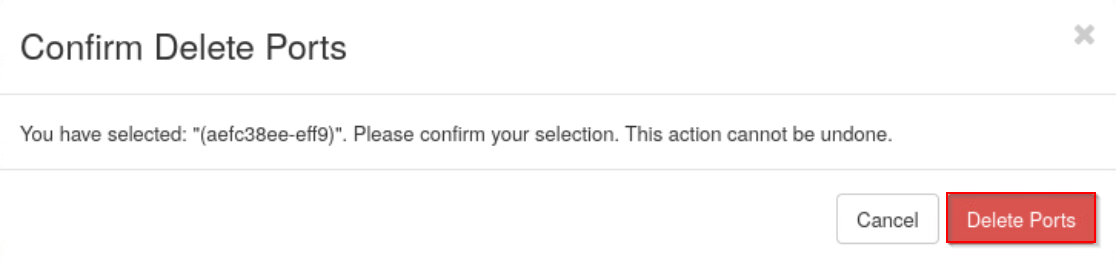 Confirm Delete Ports
You have selected: "(aefc38ee-eff9)". Please confirm your selection. This action cannot be undone.
Cancel
Delete Ports